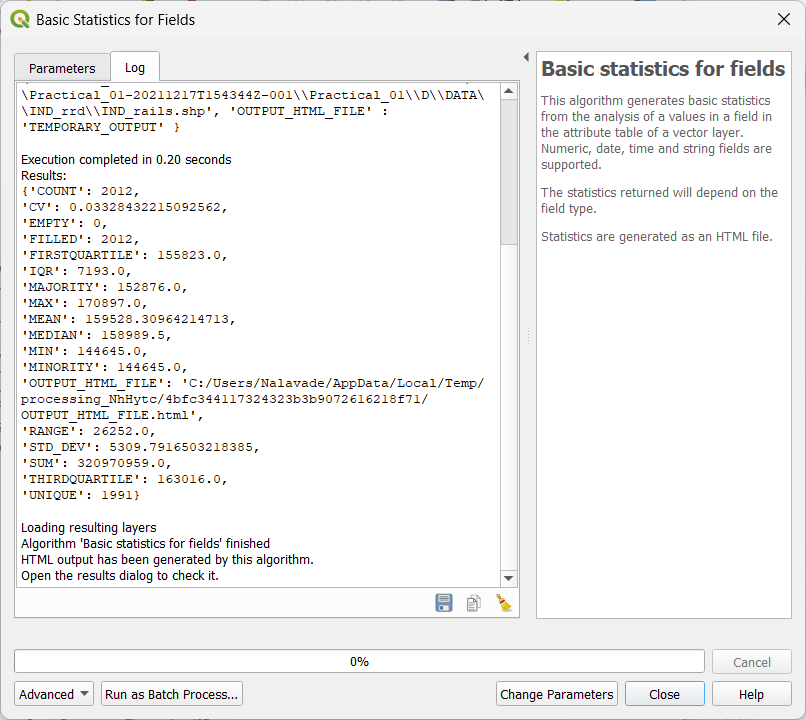 Basic Statistics for Fields
Parameters
Log
\\Practical_01-20211217T154344Z-001\\Practical_01\\D\\DATA\
\IND_rrd\\IND_rails.shp', 'OUTPUT_HTML_FILE' :
'TEMPORARY_OUTPUT' }
Execution completed in 0.20 seconds
Results:
{'COUNT': 2012,
'CV': 0.03328432215092562,
'EMPTY': 0,
'FILLED': 2012,
'FIRSTQUARTILE': 155823.0,
'IQR': 7193.0,
'MAJORITY': 152876.0,
'MAX': 170897.0,
'MEAN': 159528.30964214713,
'MEDIAN': 158989.5,
'MIN': 144645.0,
'MINORITY': 144645.0,
'OUTPUT_HTML_FILE': 'C:/Users/Nalavade/AppData/Local/Temp/
processing_NhHytc/4bfc344117324323b3b9072616218f71/
OUTPUT_HTML_FILE.html',
'RANGE': 26252.0,
'STD_DEV': 5309.7916503218385,
'SUM': 320970959.0,
'THIRDQUARTILE': 163016.0,
'UNIQUE': 1991}
Loading resulting layers
Algorithm 'Basic statistics for fields' finished
HTML output has been generated by this algorithm.
Open the results dialog to check it.
Basic statistics for fields
This algorithm generates basic statistics
from the analysis of a values in a field in
the attribute table of a vector layer.
Numeric, date, time and string fields are
supported.
The statistics returned will depend on the
field type.
Statistics are generated as an HTML file.
0%
Cancel
Advanced
Run as Batch Process...
Change Parameters
Close
Help